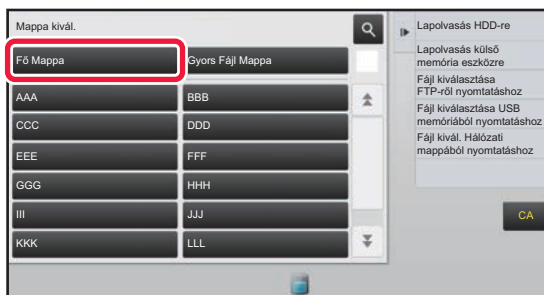 Mappa kivál.
Fő Mappa
Gyors Fájl Mappa
AAA
BBB
CCC
DDD
EEE
FFF
GGG
HHH
III
JJJ
KKK
LLL
Lapolvasás HDD-re
Lapolvasás külső
memória eszközre
Fájl kiválasztása
FTP-ről nyomtatáshoz
Fájl kiválasztása USB
memóriából nyomtatáshoz
Fájl kivál. Hálózati
mappából nyomtatáshoz
CA